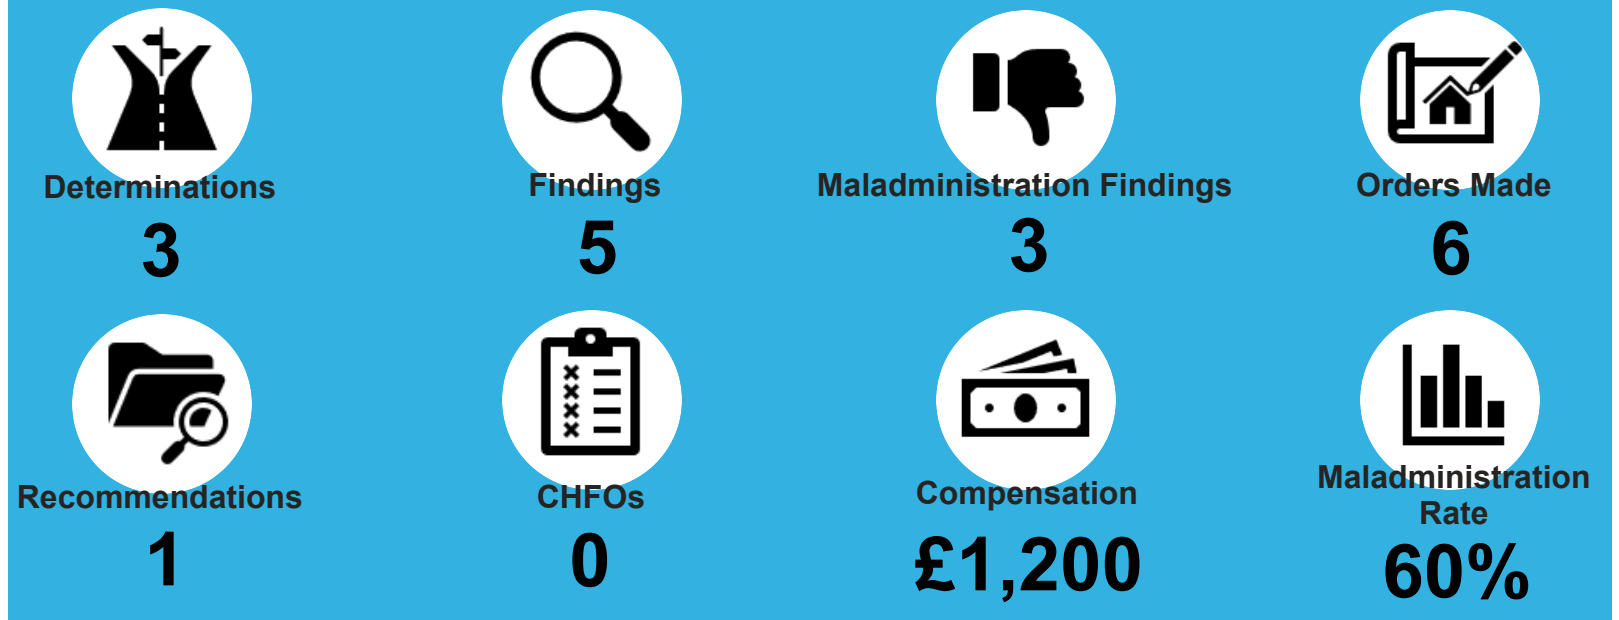 Determinations
3
Findings
5
Maladministration Findings
3
Orders Made
6
Recommendations
1
CHFOs
0
Compensation
£1,200
Maladministration
Rate
60%